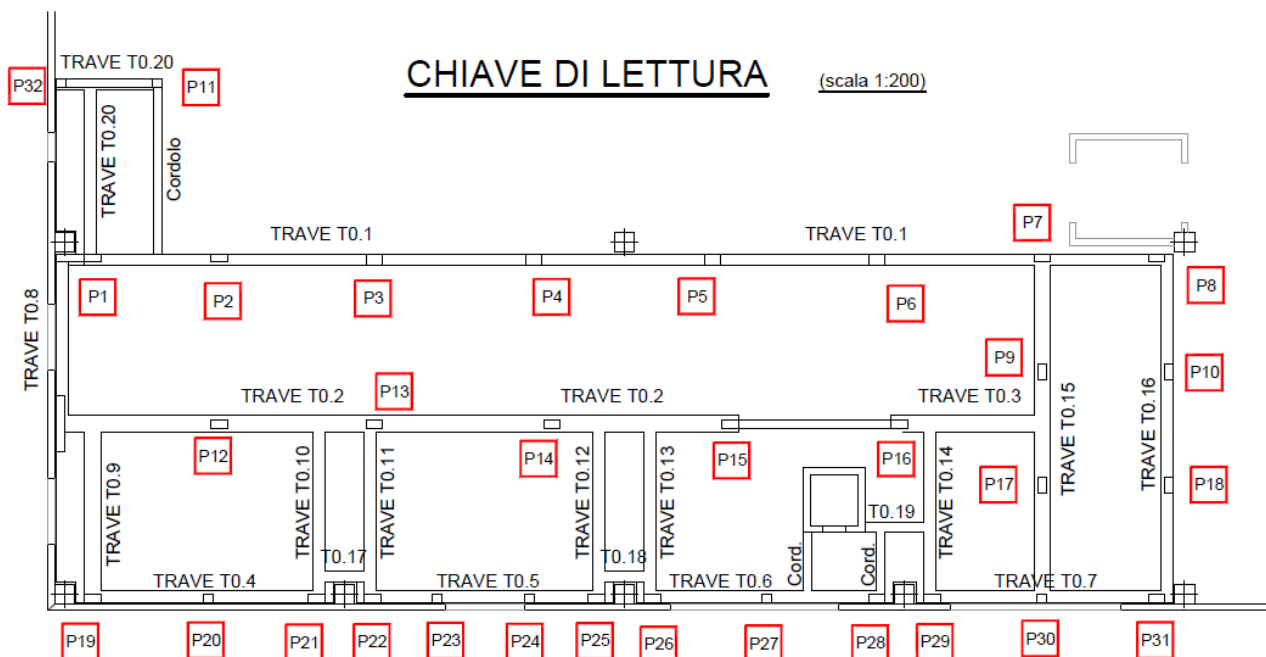 TRAVE T0.20
CHIAVE DI LETTURA
(scala 1:200)
P32
P11
TRAVE T0.20
Cordolo
P7
TRAVE T0.1
TRAVE T0.1
P1
P2
P3
P4
P5
P6
P8
TRAVE T0.8
P9
P10
P13
TRAVE T0.2
TRAVE T0.2
TRAVE T0.3
TRAVE T0.15
TRAVE T0.16
P12
P14
P15
P16
P17
P18
TRAVE T0.9
TRAVE T0.10
TRAVE T0.11
TRAVE T0.12
TRAVE T0.13
TRAVE T0.14
T0.19
T0.17
T0.18
Cord.
Cord.
TRAVE T0.4
TRAVE T0.5
TRAVE T0.6
TRAVE T0.7
P19
P20
P21
P22
P23
P24
P25
P26
P27
P28
P29
P30
P31